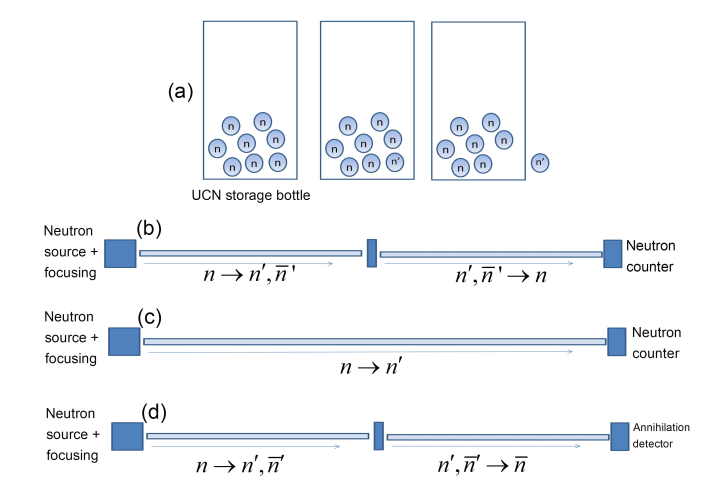 (a)
n n n n n n n n
n n n n n n n n'
n n n n n n n n'
UCN storage bottle
(b)
Neutron
source +
focusing
n → n′, n̅ '
n′, n̅ ' → n
Neutron
counter
(c)
Neutron
source +
focusing
n → n′
Neutron
counter
(d)
Neutron
source +
focusing
n → n′, n̅′
n′, n̅′ → n̅
Annihilation
detector